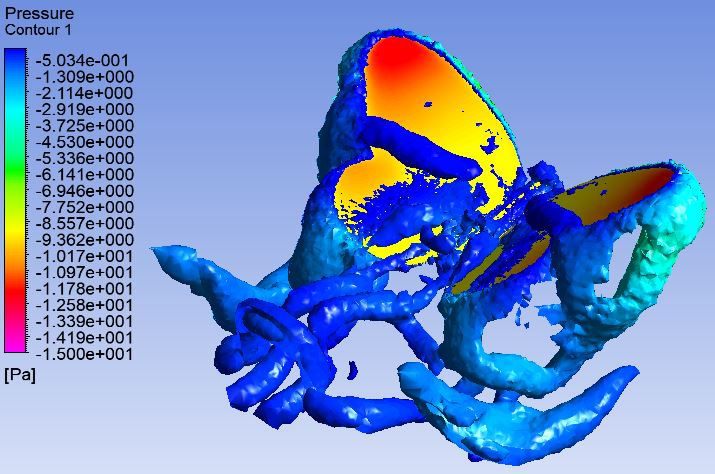 Pressure
Contour 1
-5.034e-001
-1.309e+000
-2.114e+000
-2.919e+000
-3.725e+000
-4.530e+000
-5.336e+000
-6.141e+000
-6.946e+000
-7.752e+000
-8.557e+000
-9.362e+000
-1.017e+001
-1.097e+001
-1.178e+001
-1.258e+001
-1.339e+001
-1.419e+001
-1.500e+001
[Pa]